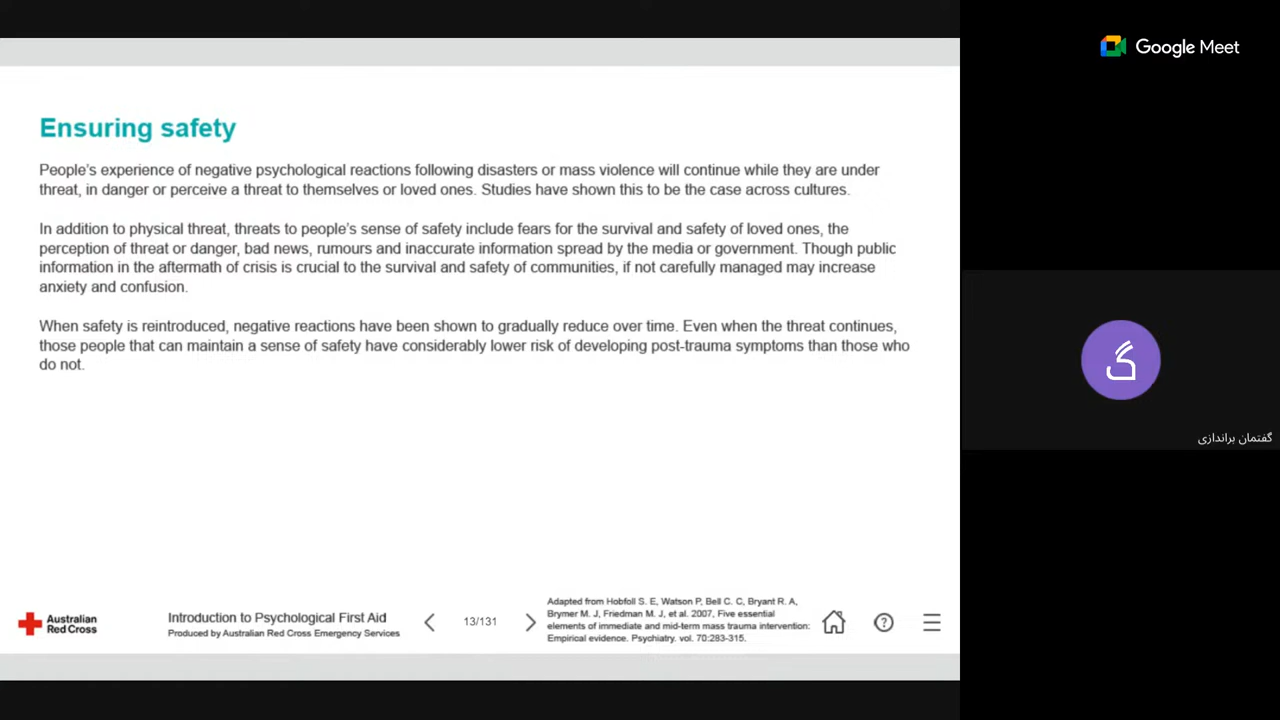 Google Meet
Ensuring safety
People's experience of negative psychological reactions following disasters or mass violence will continue while they are under
threat, in danger or perceive a threat to themselves or loved ones. Studies have shown this to be the case across cultures.
In addition to physical threat, threats to people's sense of safety include fears for the survival and safety of loved ones, the
perception of threat or danger, bad news, rumours and inaccurate information spread by the media or government. Though public
information in the aftermath of crisis is crucial to the survival and safety of communities, if not carefully managed may increase
anxiety and confusion.
When safety is reintroduced, negative reactions have been shown to gradually reduce over time. Even when the threat continues,
those people that can maintain a sense of safety have considerably lower risk of developing post-trauma symptoms than those who
do not.
گ
گفتمان براندازی
Australian
Red Cross
Introduction to Psychological First Aid
Produced by Australian Red Cross Emergency Services
13/131
Adapted from Hobfoll S. E, Watson P, Bell C. C, Bryant R. A,
Brymer M. J, Friedman M. J, et al. 2007, Five essential
elements of immediate and mid-term mass trauma intervention:
Empirical evidence. Psychiatry. vol. 70:283-315.
?